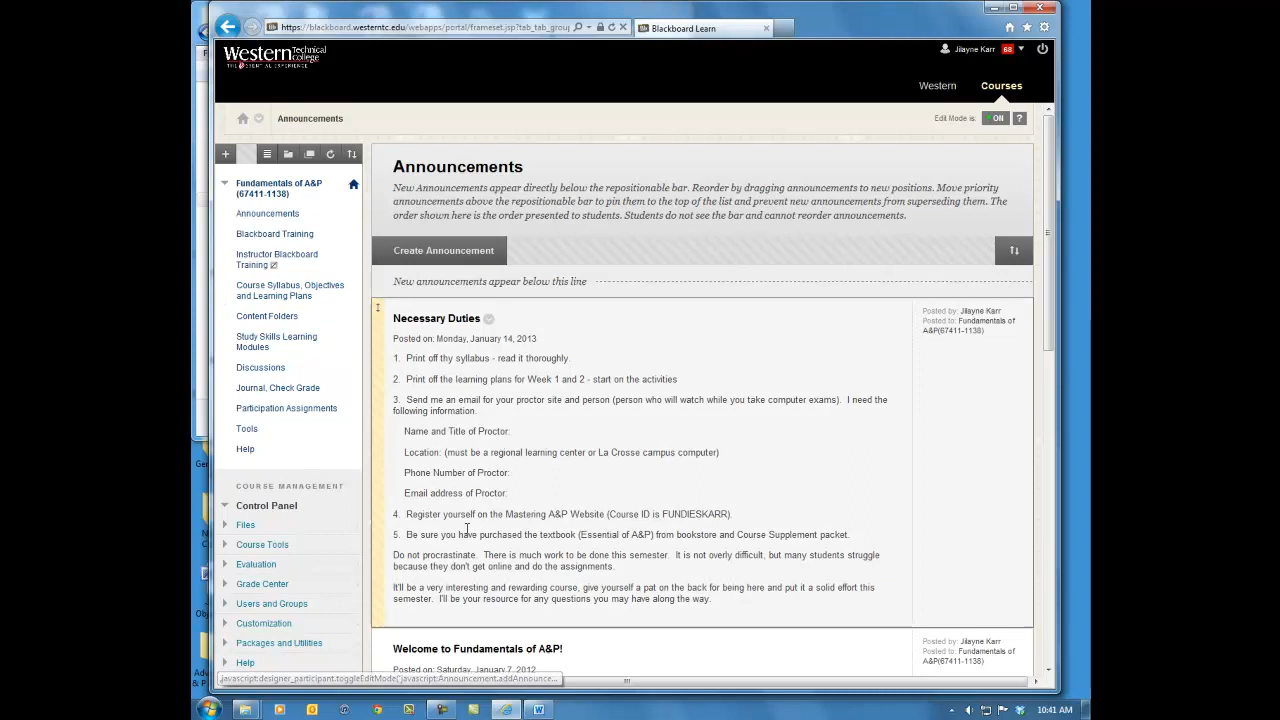 https://blackboard.westerntc.edu/webapps/portal/frameset.jsp?tab_tab_group
Blackboard Learn
Western Technical College
Jilayne Karr 68
Western Courses
Announcements
Edit Mode is: ON ?
Fundamentals of A&P
(67411-1138)
Announcements
Blackboard Training
Instructor Blackboard
Training
Course Syllabus, Objectives
and Learning Plans
Content Folders
Study Skills Learning
Modules
Discussions
Journal, Check Grade
Participation Assignments
Tools
Help
COURSE MANAGEMENT
Control Panel
Files
Course Tools
Evaluation
Grade Center
Users and Groups
Customization
Packages and Utilities
Help
Announcements
New Announcements appear directly below the repositionable bar. Reorder by dragging announcements to new positions. Move priority
announcements above the repositionable bar to pin them to the top of the list and prevent new announcements from superseding them. The
order shown here is the order presented to students. Students do not see the bar and cannot reorder announcements.
Create Announcement
New announcements appear below this line
Necessary Duties
Posted on: Monday, January 14, 2013
1. Print off thy syllabus - read it thoroughly.
2. Print off the learning plans for Week 1 and 2 - start on the activities
3. Send me an email for your proctor site and person (person who will watch while you take computer exams). I need the
following information.
Name and Title of Proctor:
Location: (must be a regional learning center or La Crosse campus computer)
Phone Number of Proctor:
Email address of Proctor:
4. Register yourself on the Mastering A&P Website (Course ID is FUNDIESKARR).
5. Be sure you have purchased the textbook (Essential of A&P) from bookstore and Course Supplement packet.
Do not procrastinate. There is much work to be done this semester. It is not overly difficult, but many students struggle
because they don't get online and do the assignments.
It'll be a very interesting and rewarding course, give yourself a pat on the back for being here and put it a solid effort this
semester. I'll be your resource for any questions you may have along the way.
Posted by: Jilayne Karr
Posted to: Fundamentals of
A&P(67411-1138)
Welcome to Fundamentals of A&P!
Posted on: Saturday, January 7, 2012
Posted by: Jilayne Karr
Posted to: Fundamentals of
A&P(67411-1138)
javascript:designer_participant.toggleEditMode('javascript:Announcement.addAnnounce...
10:41 AM